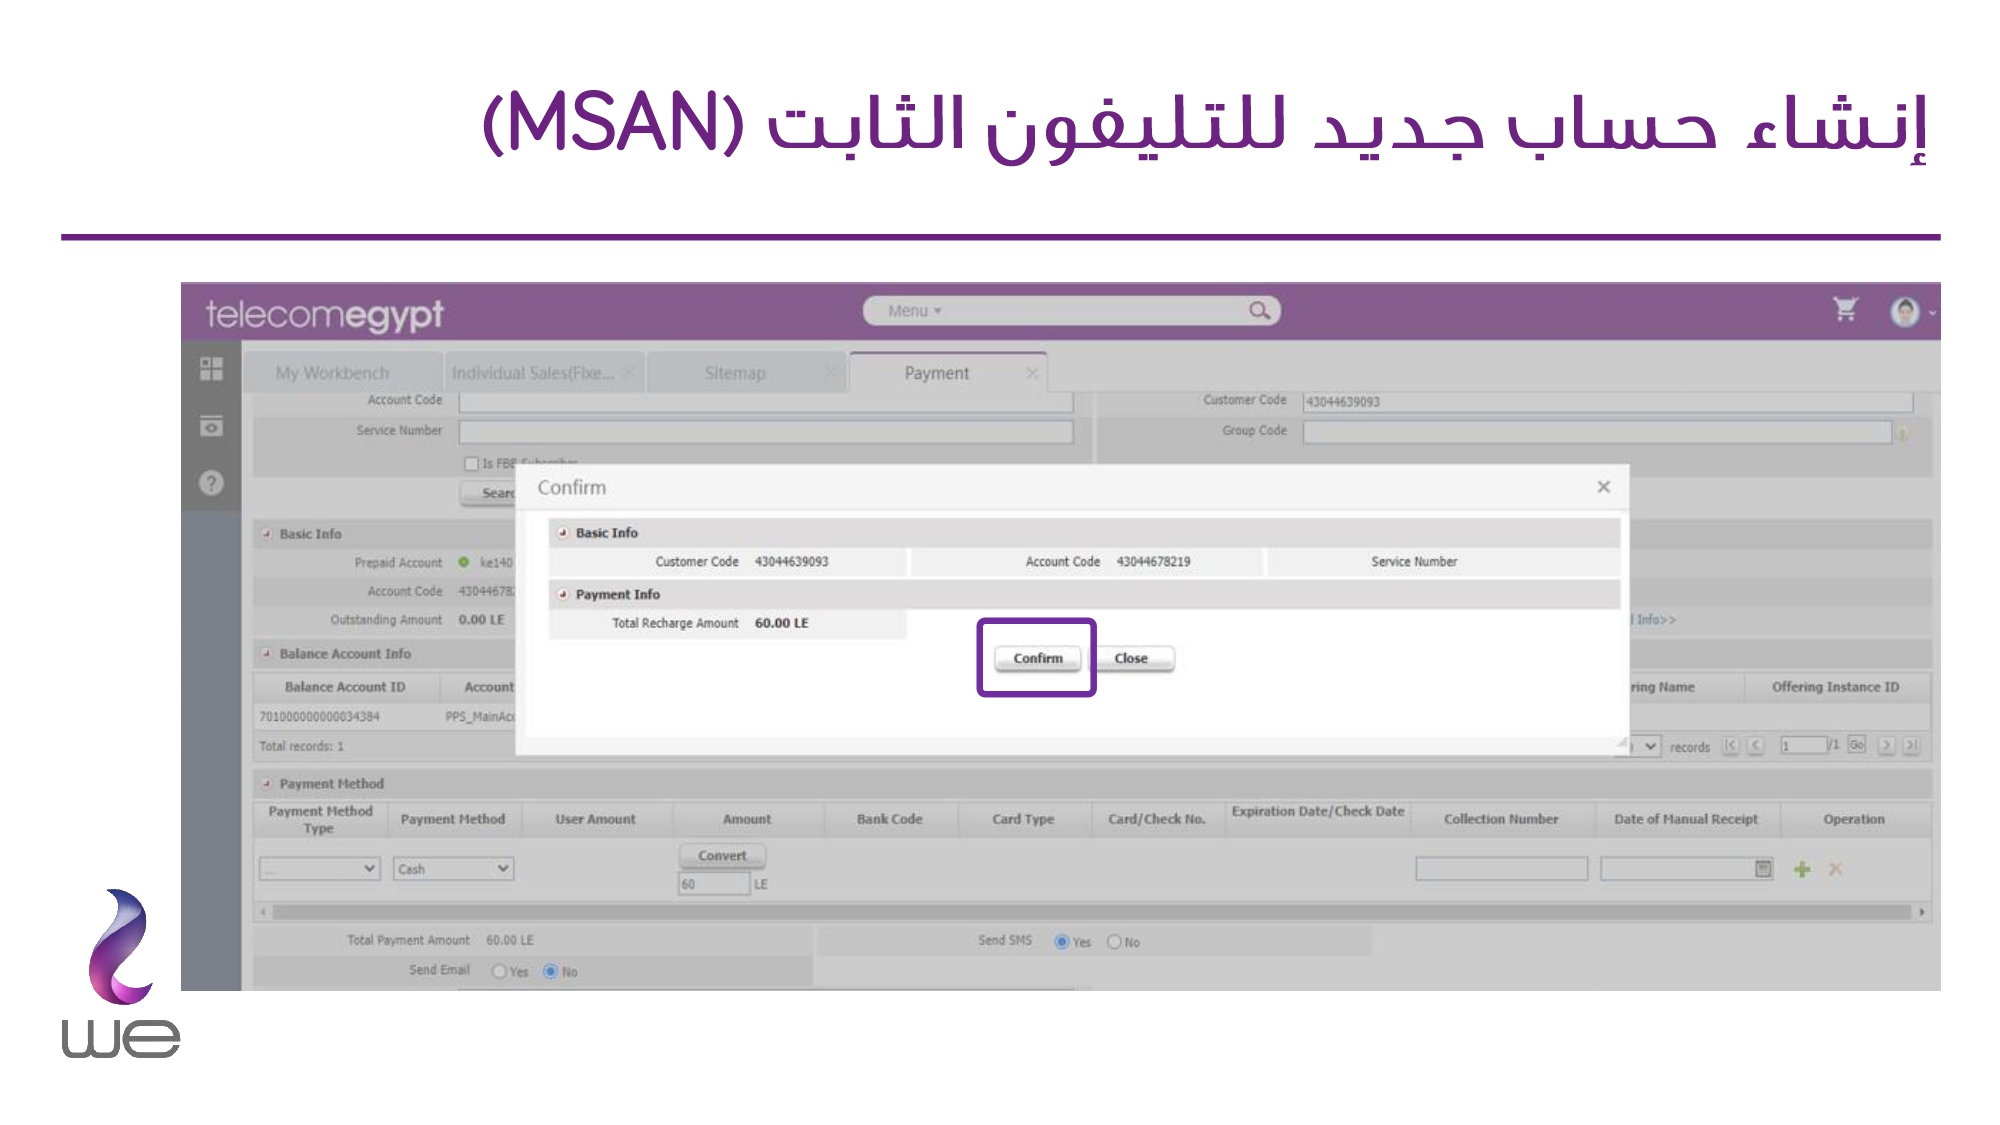 إنشاء حساب جديد للتليفون الثابت (MSAN)
telecomegypt
Menu
My Workbench
Individual Sales(Fixe...
Sitemap
Payment
Account Code
Customer Code 43044639093
Service Number
Group Code
Is FBB Subscriber
Confirm
Basic Info
Basic Info
Customer Code 43044639093
Account Code 43044678219
Service Number
Prepaid Account ke140
Payment Info
Account Code
Total Recharge Amount 60.00 LE
Outstanding Amount 0.00 LE
Info>>
Confirm
Close
Balance Account Info
Balance Account ID
Account
ring Name
Offering Instance ID
701000000000034384
Total records: 1
records
1
/1
Go
Payment Method
Payment Method Type
Payment Method
User Amount
Amount
Bank Code
Card Type
Card/Check No.
Expiration Date/Check Date
Collection Number
Date of Manual Receipt
Operation
Convert
Cash
60 LE
Total Payment Amount 60.00 LE
Send SMS Yes No
Send Email Yes No
we